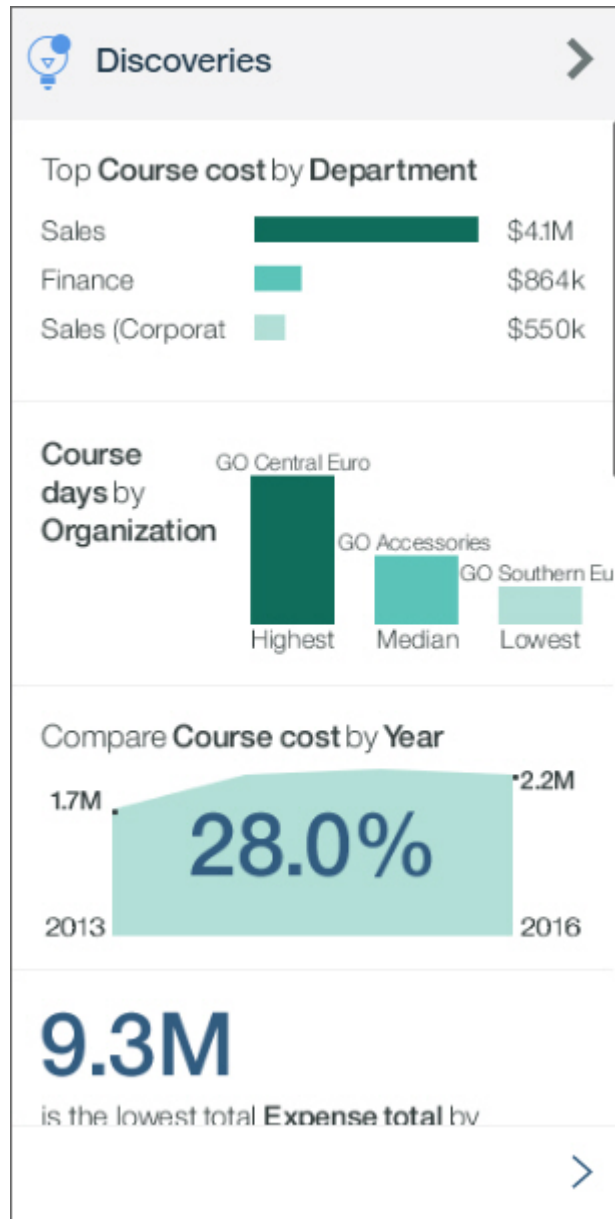 Discoveries
Top Course cost by Department
Sales $4.1M
Finance $864k
Sales (Corporat $550k
Course
days by
Organization
GO Central Euro
GO Accessories
GO Southern Eu
Highest Median Lowest
Compare Course cost by Year
1.7M 2.2M
28.0%
2013 2016
9.3M
is the lowest total Expense total by